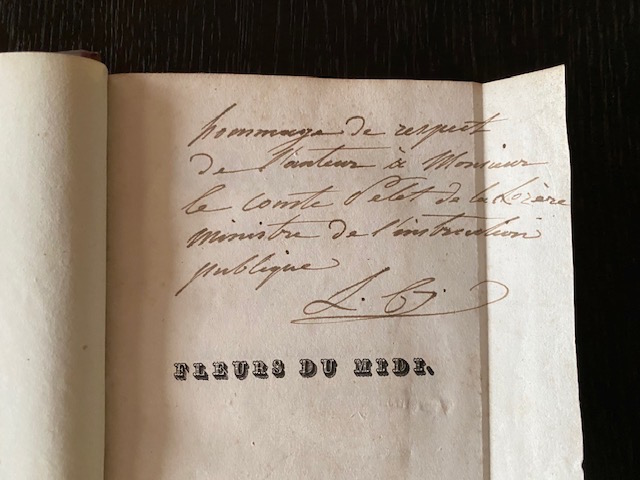 hommage de respect
de l'auteur à Monsieur
le comte Pelet de la Lozère
ministre de l'instruction
publique
L. C.
FLEURS DU MIDI.